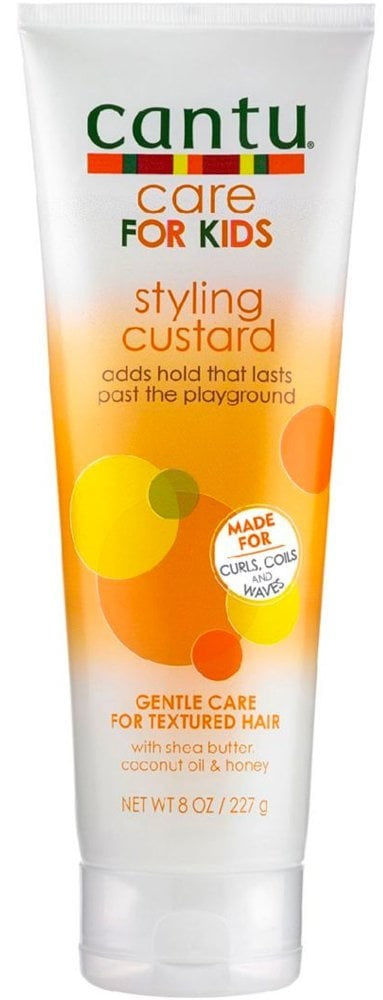 cantu®
care
FOR KIDS
styling
custard
adds hold that lasts
past the playground
MADE
FOR
CURLS, COILS
AND
WAVES
GENTLE CARE
FOR TEXTURED HAIR
with shea butter,
coconut oil & honey
NET WT 8 OZ / 227 g